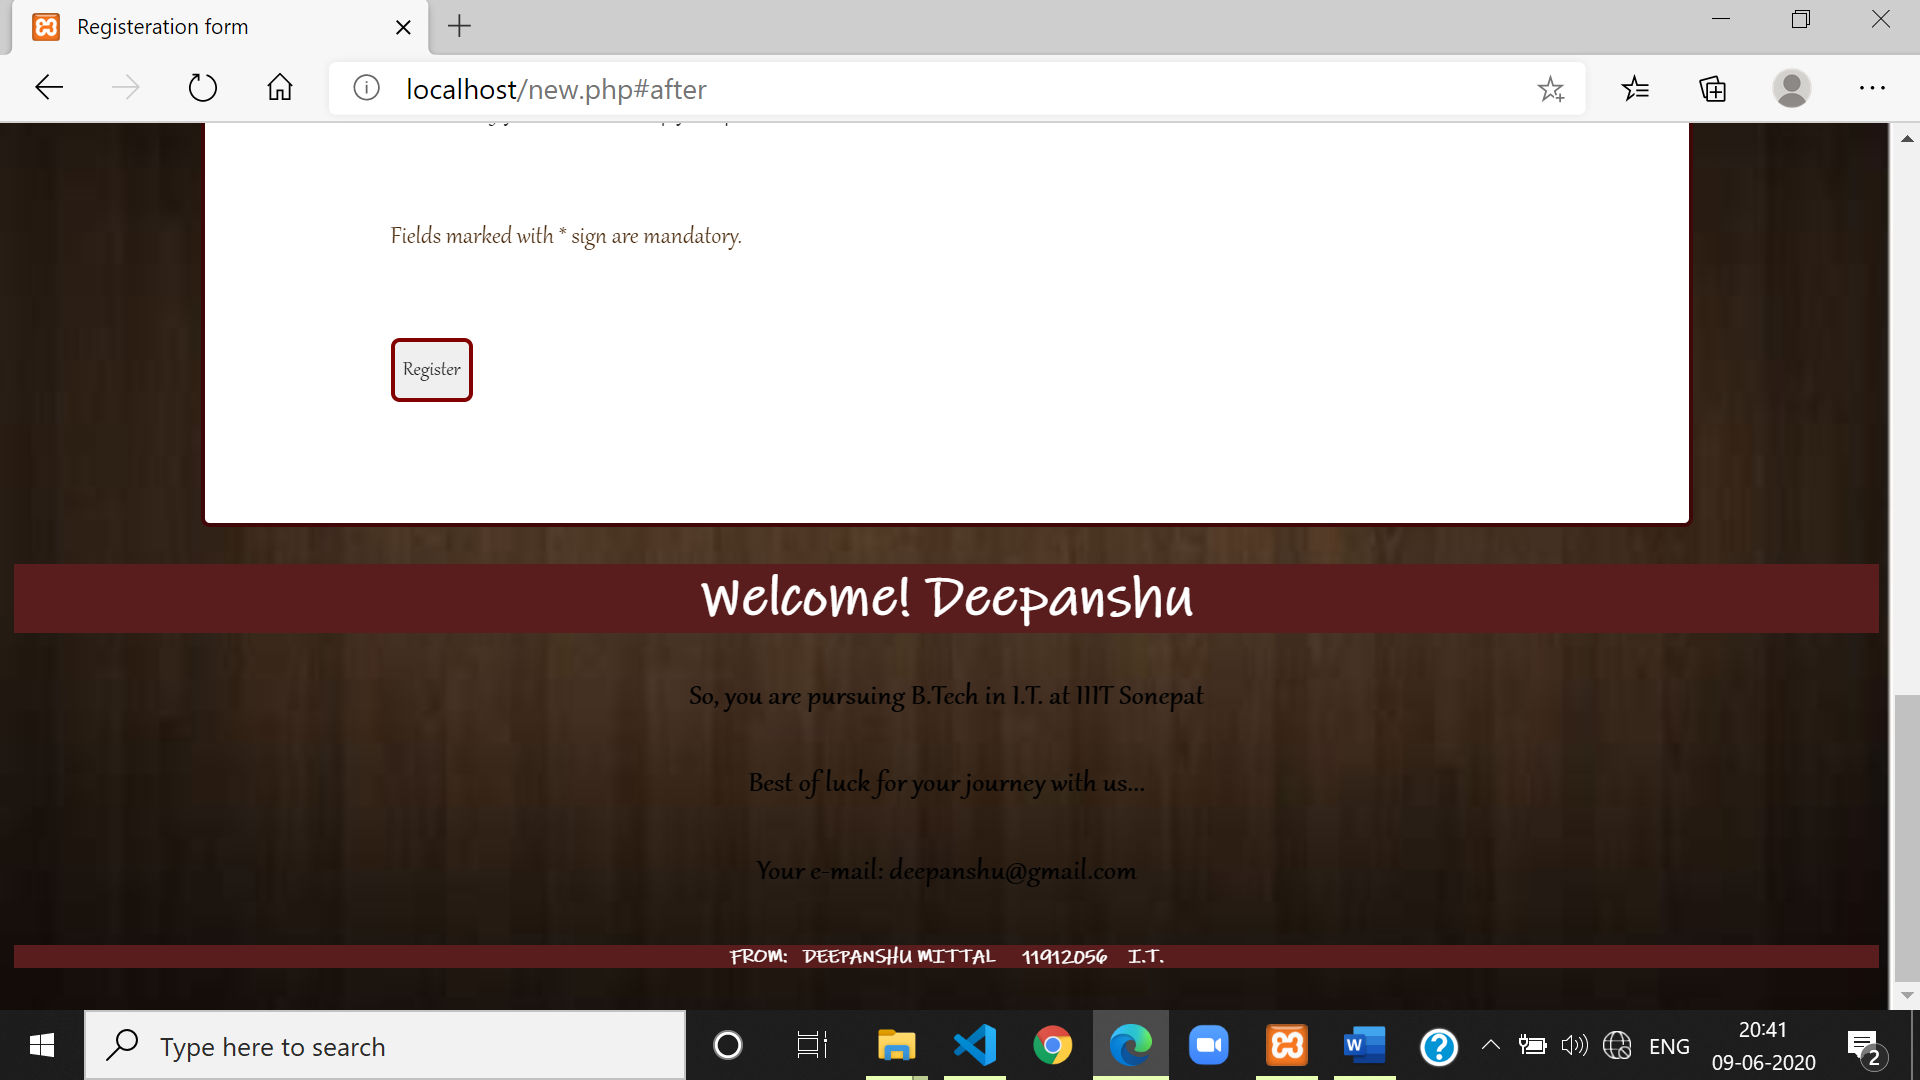 Registeration form
localhost/new.php#after
Fields marked with * sign are mandatory.
Register
Welcome! Deepanshu
So, you are pursuing B.Tech in I.T. at IIIT Sonepat
Best of luck for your journey with us...
Your e-mail: deepanshu@gmail.com
FROM: DEEPANSHU MITTAL 11912056 I.T.
Type here to search
W
ENG
20:41
09-06-2020
2